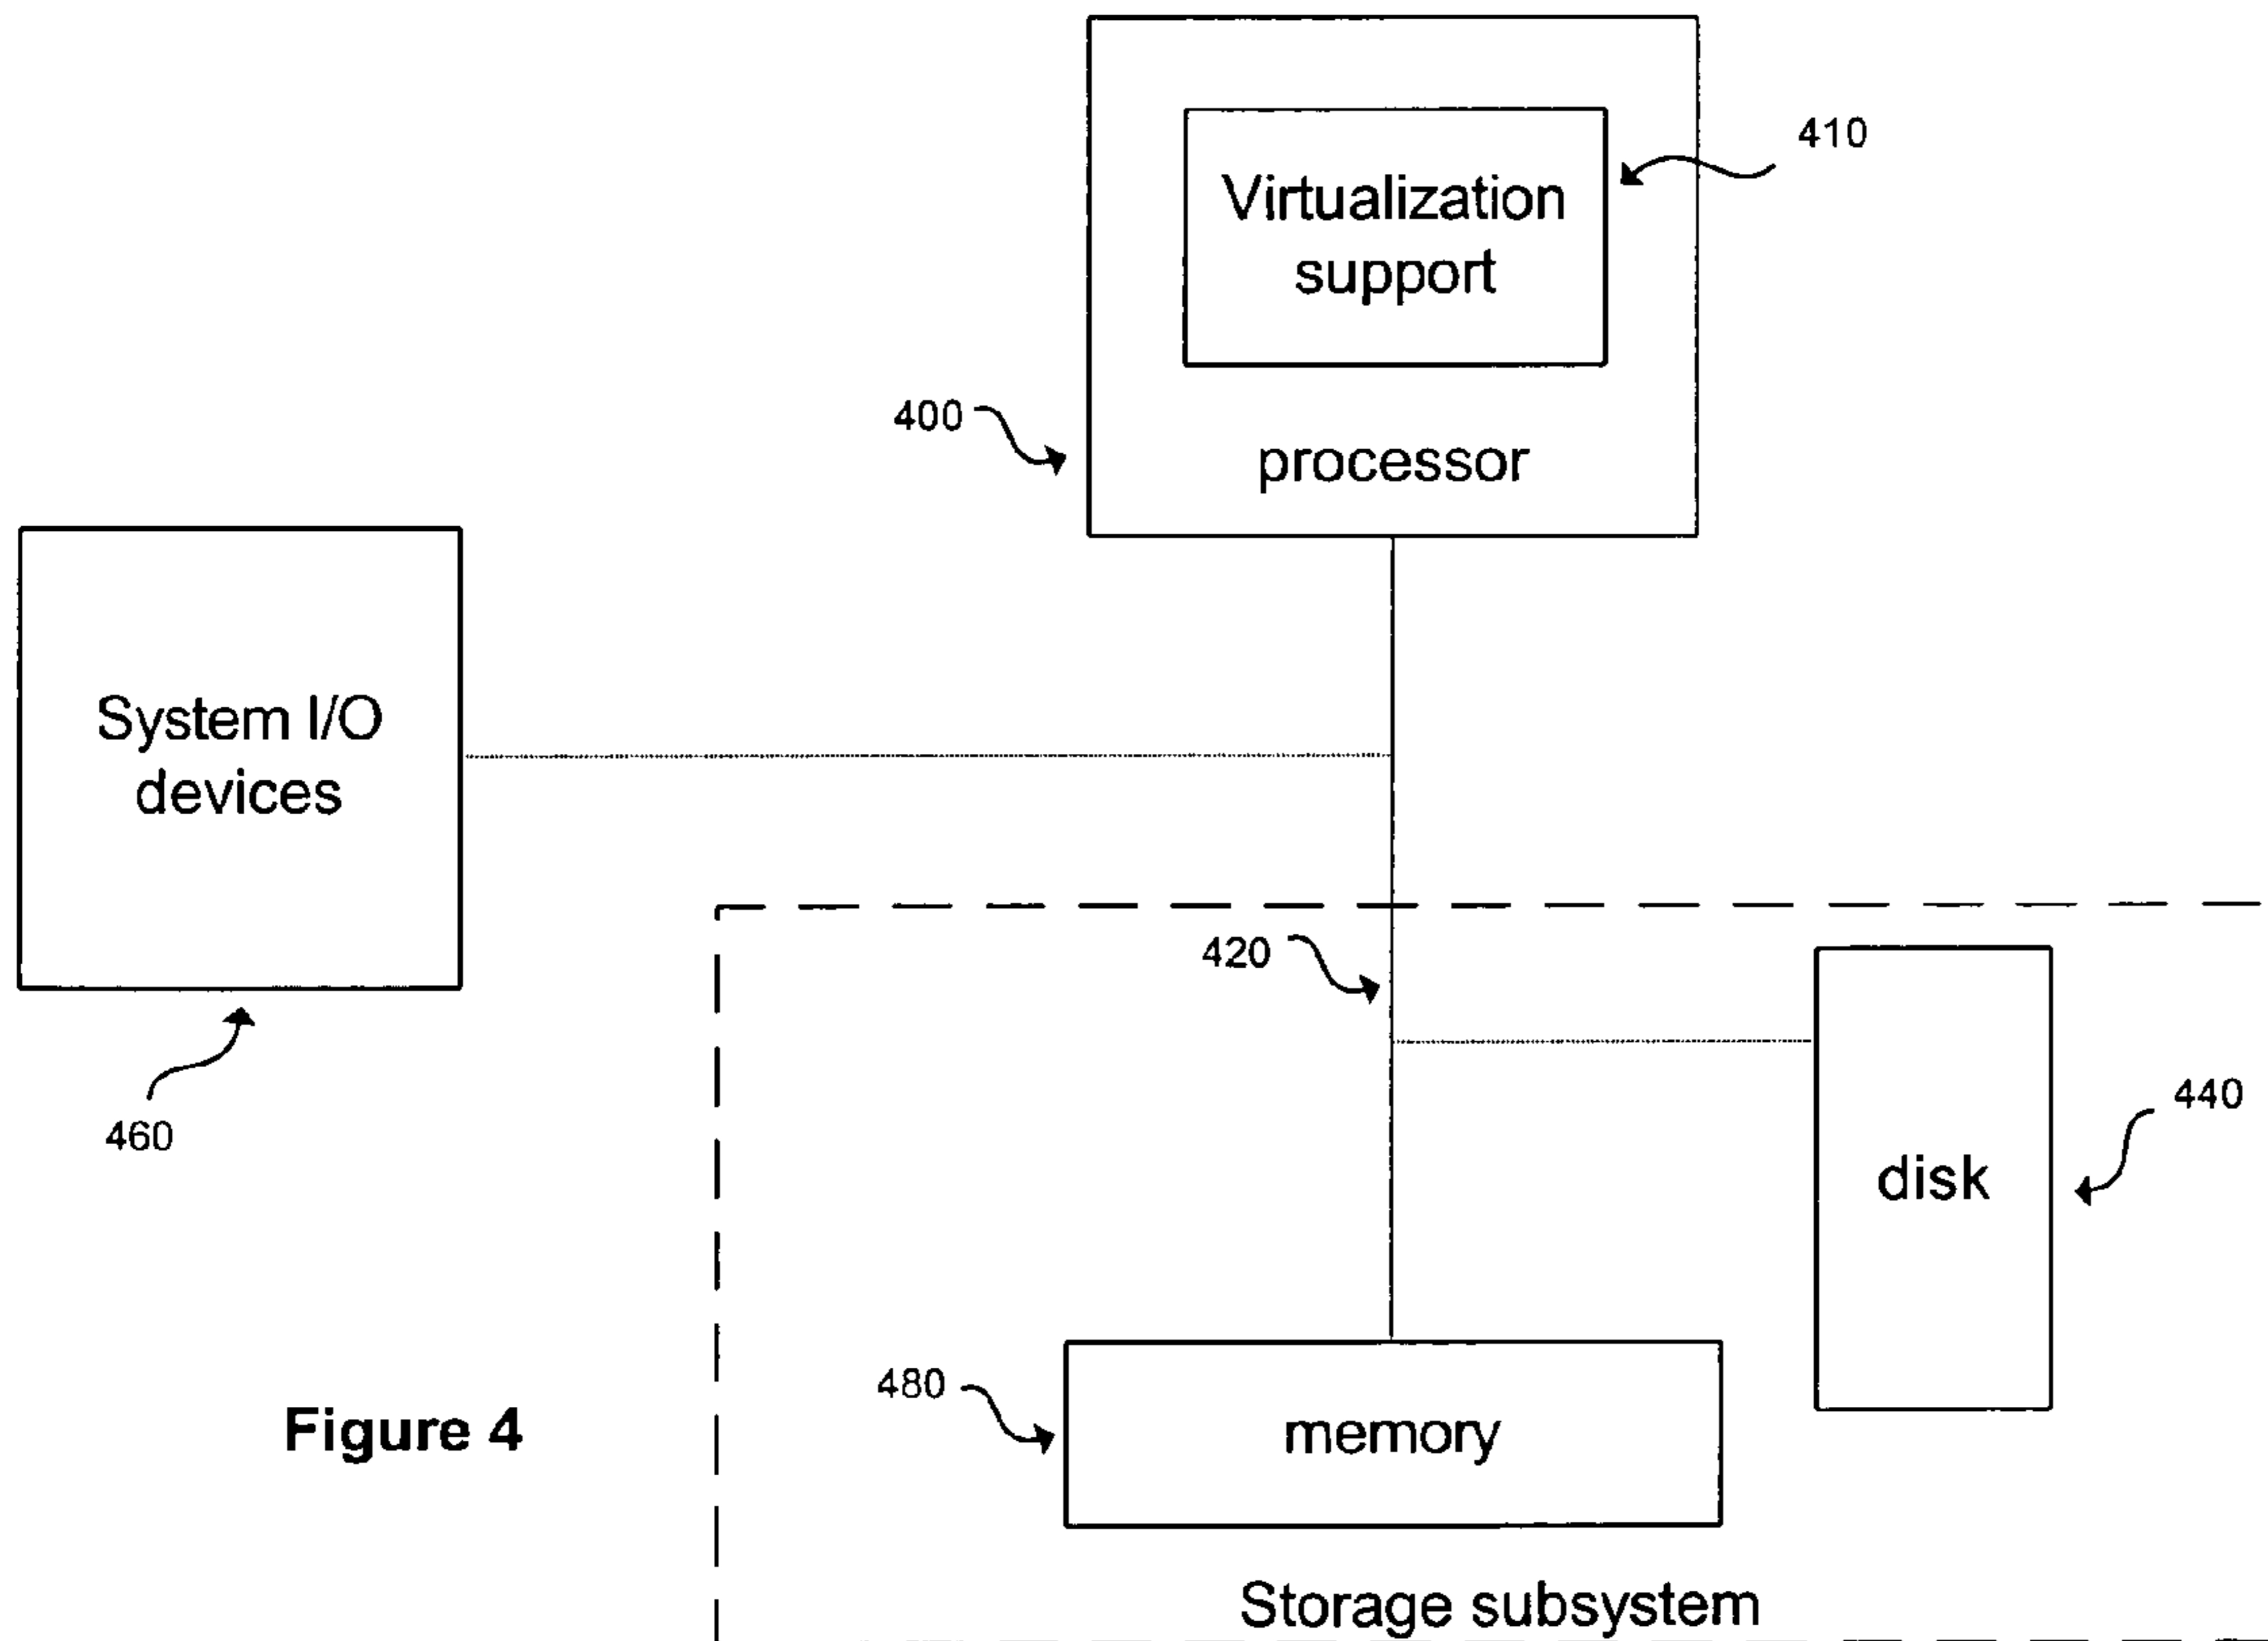 Virtualization
support
410
400
processor
System I/O
devices
460
420
440
disk
480
memory
Figure 4
Storage subsystem